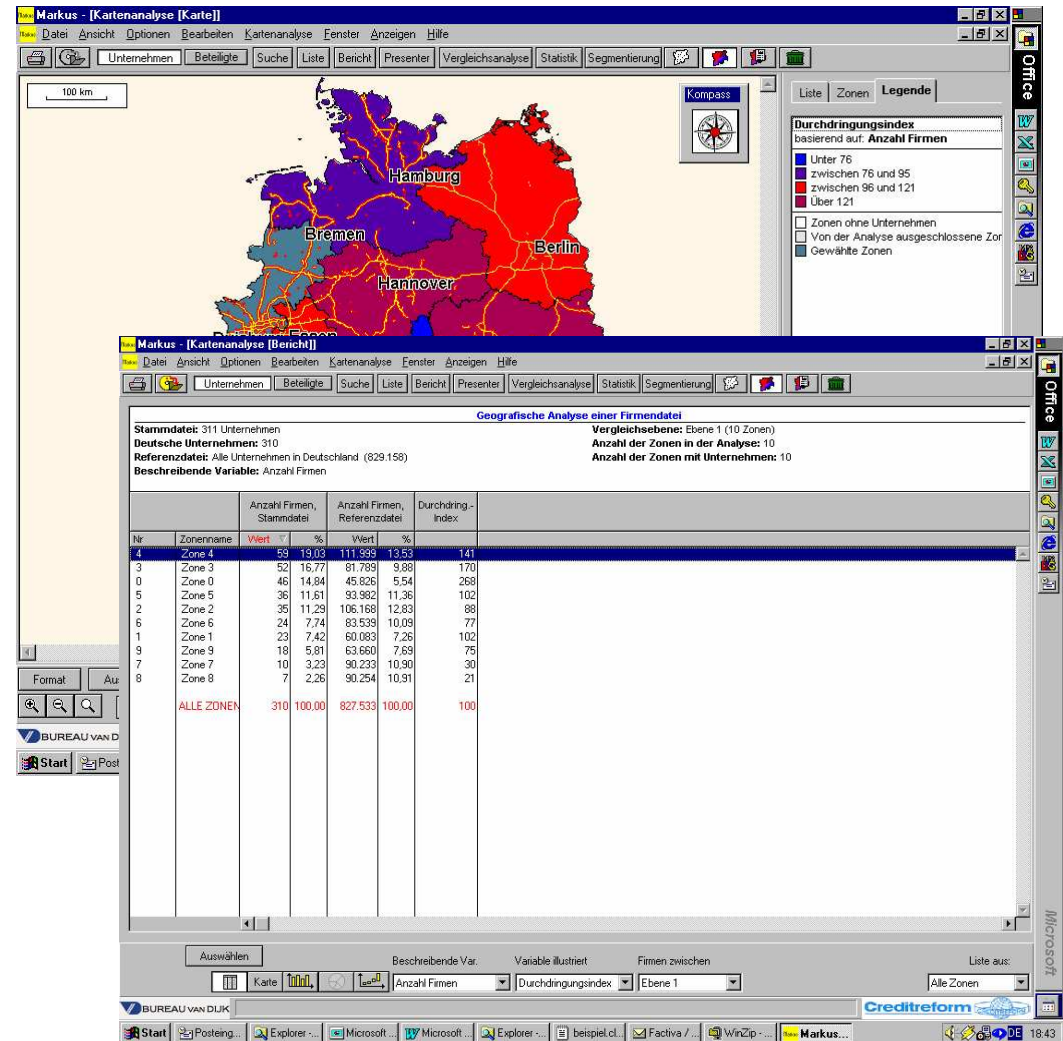 Markus - [Kartenanalyse [Karte]]
Datei Ansicht Optionen Bearbeiten Kartenanalyse Fenster Anzeigen Hilfe
Unternehmen Beteiligte Suche Liste Bericht Presenter Vergleichsanalyse Statistik Segmentierung
Office
100 km
Kompass
Hamburg
Bremen
Berlin
Hannover
Essen
Liste Zonen Legende
Durchdringungsindex
basierend auf: Anzahl Firmen
Unter 76
zwischen 76 und 95
zwischen 96 und 121
Über 121
Zonen ohne Unternehmen
Von der Analyse ausgeschlossene Zor
Gewählte Zonen
Format Au
BUREAU VAN D
Start Post
Markus - [Kartenanalyse [Bericht]]
Datei Ansicht Optionen Bearbeiten Kartenanalyse Fenster Anzeigen Hilfe
Unternehmen Beteiligte Suche Liste Bericht Presenter Vergleichsanalyse Statistik Segmentierung
Office
Geografische Analyse einer Firmendatei
Stammdatei: 311 Unternehmen Vergleichsebene: Ebene 1 (10 Zonen)
Deutsche Unternehmen: 310 Anzahl der Zonen in der Analyse: 10
Referenzdatei: Alle Unternehmen in Deutschland (829.158) Anzahl der Zonen mit Unternehmen: 10
Beschreibende Variable: Anzahl Firmen
Anzahl Firmen, Anzahl Firmen, Durchdring.-
Stammdatei Referenzdatei Index
Nr Zonenname Wert % Wert %
4 Zone 4 59 19,03 111.999 13,53 141
3 Zone 3 52 16,77 81.789 9,88 170
0 Zone 0 46 14,84 45.826 5,54 268
5 Zone 5 36 11,61 93.982 11,36 102
2 Zone 2 35 11,29 106.168 12,83 88
6 Zone 6 24 7,74 83.539 10,09 77
1 Zone 1 23 7,42 60.083 7,26 102
9 Zone 9 18 5,81 63.660 7,69 75
7 Zone 7 10 3,23 90.233 10,90 30
8 Zone 8 7 2,26 90.254 10,91 21
ALLE ZONEN 310 100,00 827.533 100,00 100
Microsoft
Auswählen Beschreibende Var. Variable illustriert Firmen zwischen Liste aus:
Karte Anzahl Firmen Durchdringungsindex Ebene 1 Alle Zonen
BUREAU VAN DIJK Creditreform
Start Posteing... Explorer -... Microsoft ... Microsoft ... Explorer -... beispiel.cl... Factiva / ... WinZip - ... Markus... DE 18:43